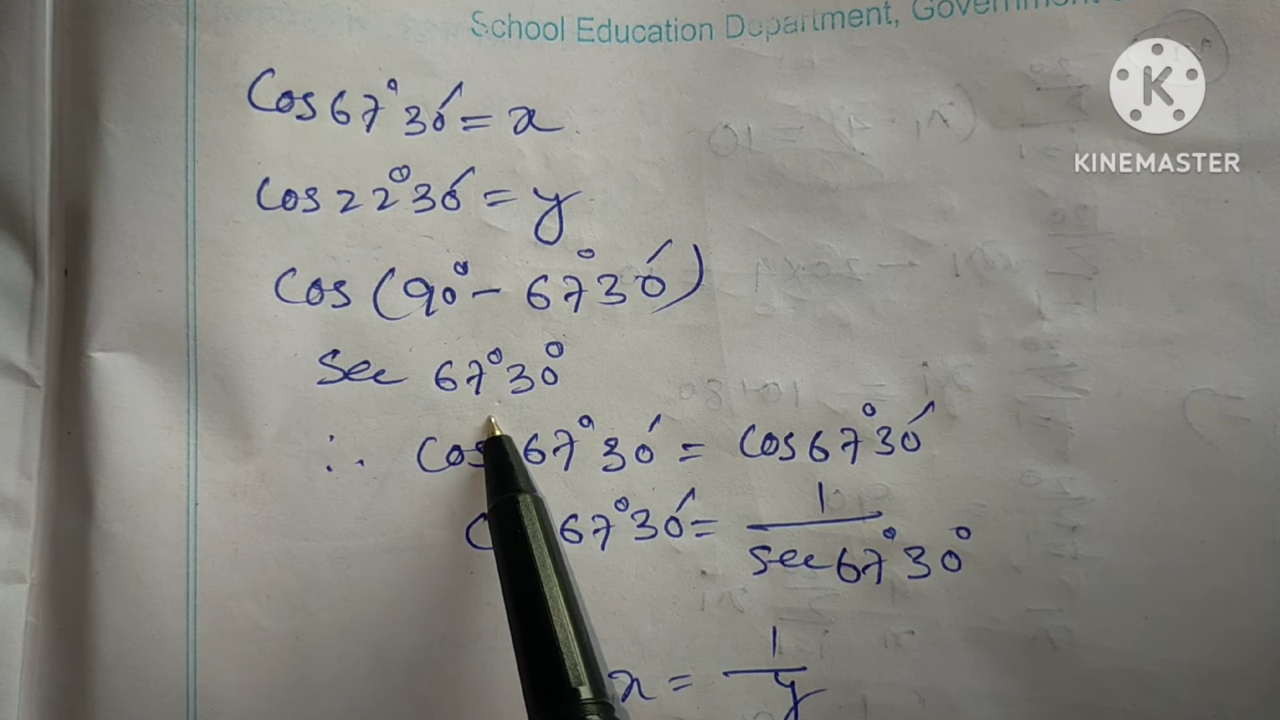 School Education Department, Government
KINEMASTER
Cos 67°30′ = x
Cos 22°30′ = y
Cos (90° - 67°30′)
Sec 67°30°
∴ Cos 67°30′ = Cos 67°30′
67°30′ = 1/sec 67°30°
x = 1/y